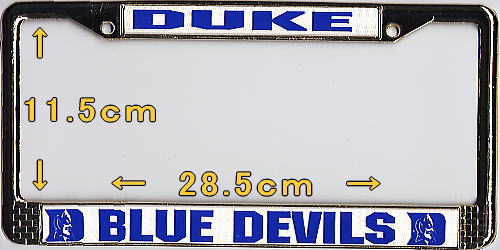 DUKE
11.5cm
28.5cm
D BLUE DEVILS D